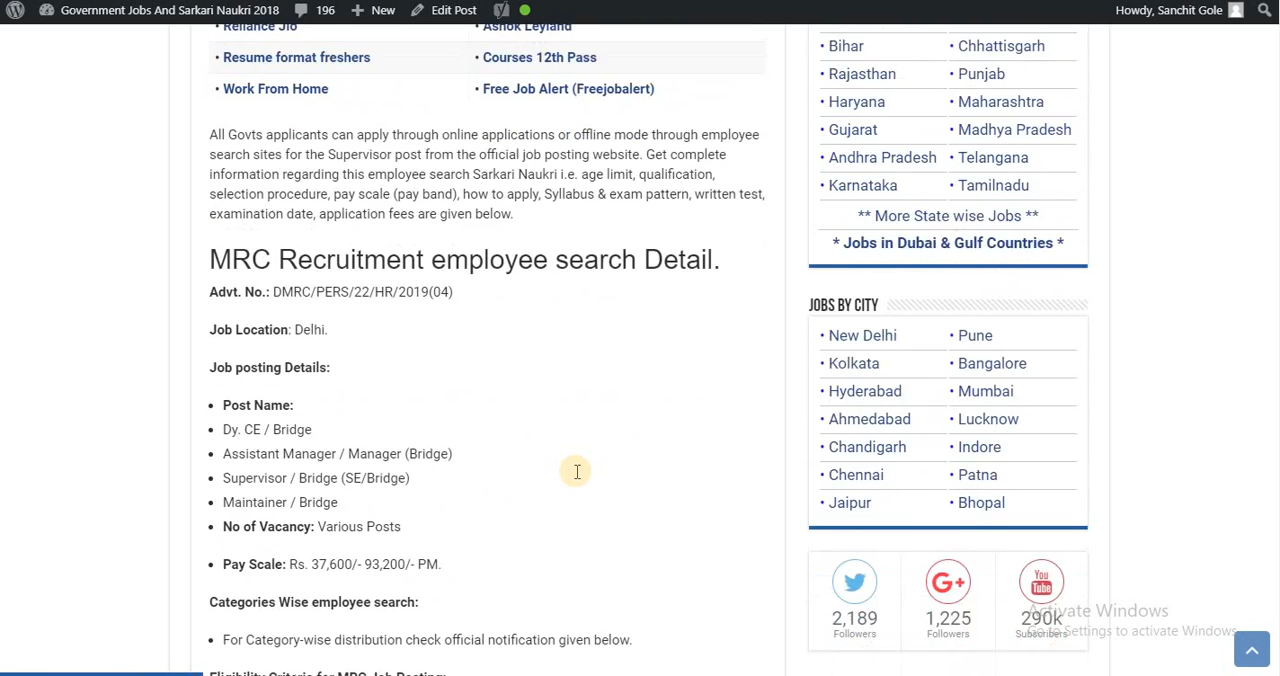 Government Jobs And Sarkari Naukri 2018 196 New Edit Post Howdy, Sanchit Gole
• Reliance Jio • Ashok Leyland
• Resume format freshers • Courses 12th Pass
• Work From Home • Free Job Alert (Freejobalert)
All Govts applicants can apply through online applications or offline mode through employee
search sites for the Supervisor post from the official job posting website. Get complete
information regarding this employee search Sarkari Naukri i.e. age limit, qualification,
selection procedure, pay scale (pay band), how to apply, Syllabus & exam pattern, written test,
examination date, application fees are given below.
MRC Recruitment employee search Detail.
Advt. No.: DMRC/PERS/22/HR/2019(04)
Job Location: Delhi.
Job posting Details:
• Post Name:
• Dy. CE / Bridge
• Assistant Manager / Manager (Bridge)
• Supervisor / Bridge (SE/Bridge)
• Maintainer / Bridge
• No of Vacancy: Various Posts
• Pay Scale: Rs. 37,600/- 93,200/- PM.
Categories Wise employee search:
• For Category-wise distribution check official notification given below.
Eligibility Criteria for MRC Job Posting:
• Bihar • Chhattisgarh
• Rajasthan • Punjab
• Haryana • Maharashtra
• Gujarat • Madhya Pradesh
• Andhra Pradesh • Telangana
• Karnataka • Tamilnadu
** More State wise Jobs **
* Jobs in Dubai & Gulf Countries *
JOBS BY CITY
• New Delhi • Pune
• Kolkata • Bangalore
• Hyderabad • Mumbai
• Ahmedabad • Lucknow
• Chandigarh • Indore
• Chennai • Patna
• Jaipur • Bhopal
You
Tube
2,189 1,225 290k
Followers Followers Subscribers
Activate Windows
Go to Settings to activate Windows.